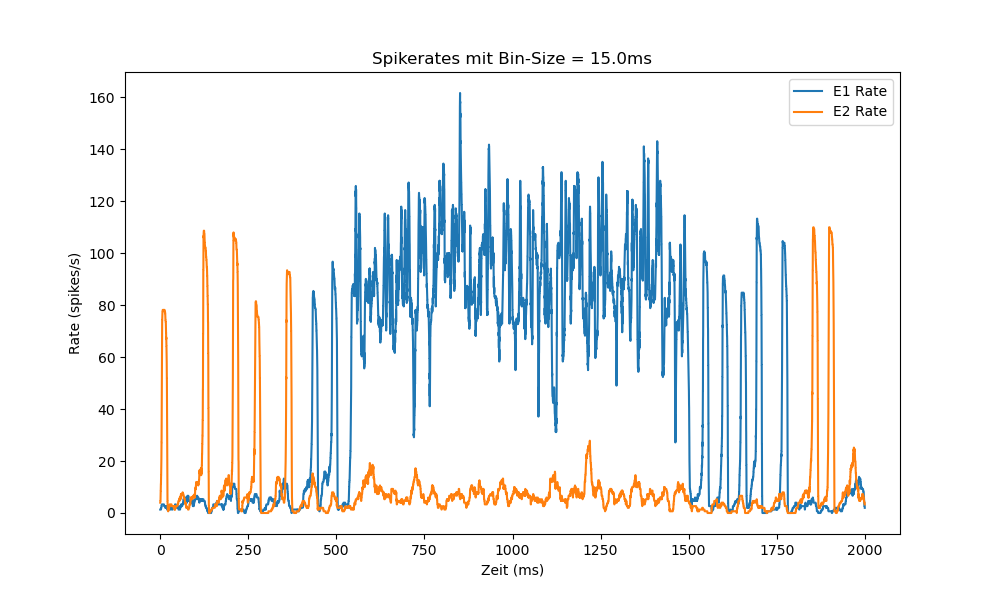 Spikerates mit Bin-Size = 15.0ms
E1 Rate
E2 Rate
160
140
120
100
80
60
40
20
0
Rate (spikes/s)
0 250 500 750 1000 1250 1500 1750 2000
Zeit (ms)